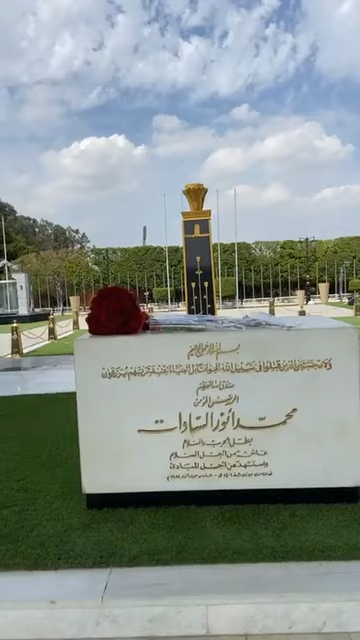 بسم الله الرحمن الرحيم
ولا تحسبن الذين قتلوا في سبيل الله أمواتا بل أحياء عند ربهم يرزقون
صدق الله العظيم
الرئيس المؤمن
محمد أنور السادات
بطل الحرب والسلام
عاش من أجل السلام
واستشهد من أجل المبادئ